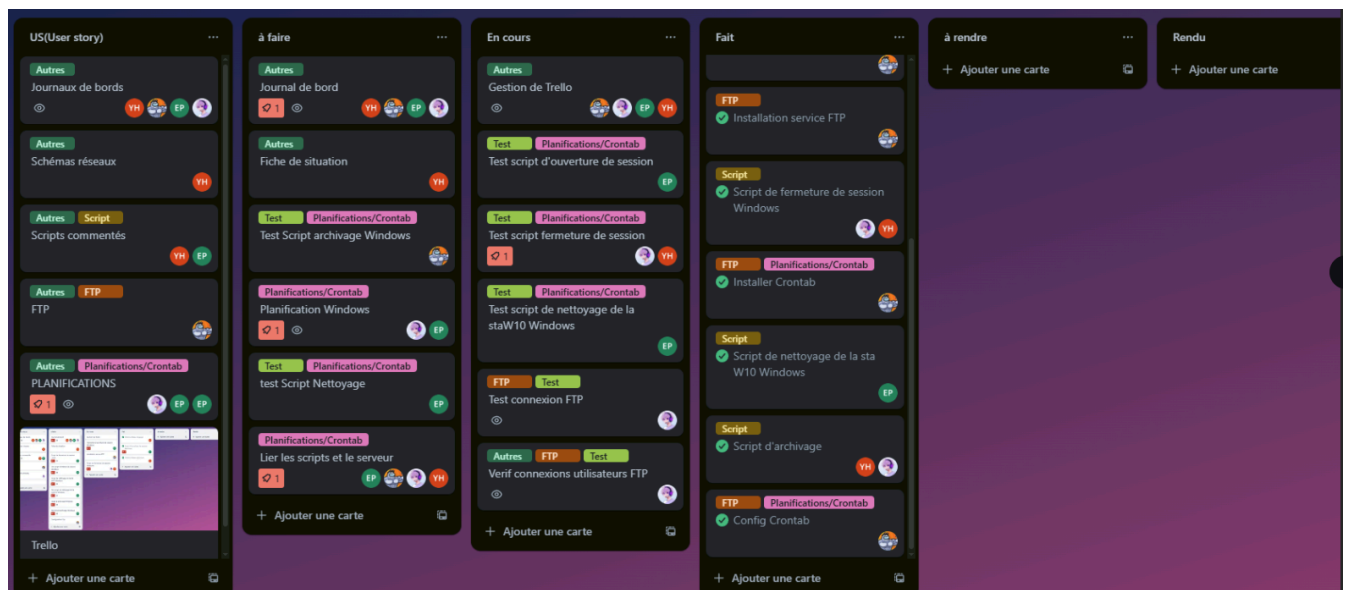 US(User story)
Autres
Journaux de bords
YH EP
Autres
Schémas réseaux
YH
Autres Script
Scripts commentés
YH EP
Autres FTP
FTP
Autres Planifications/Crontab
PLANIFICATIONS
1
EP EP
Trello
+ Ajouter une carte
à faire
Autres
Journal de bord
1
YH EP
Autres
Fiche de situation
YH
Test Planifications/Crontab
Test Script archivage Windows
Planifications/Crontab
Planification Windows
1
EP
Test Planifications/Crontab
test Script Nettoyage
EP
Planifications/Crontab
Lier les scripts et le serveur
1
EP YH
+ Ajouter une carte
En cours
Autres
Gestion de Trello
EP YH
Test Planifications/Crontab
Test script d'ouverture de session
EP
Test Planifications/Crontab
Test script fermeture de session
1
YH
Test Planifications/Crontab
Test script de nettoyage de la
staW10 Windows
EP
FTP Test
Test connexion FTP
Autres FTP Test
Verif connexions utilisateurs FTP
+ Ajouter une carte
Fait
FTP
Installation service FTP
Script
Script de fermeture de session
Windows
YH
FTP Planifications/Crontab
Installer Crontab
Script
Script de nettoyage de la sta
W10 Windows
EP
Script
Script d'archivage
YH
FTP Planifications/Crontab
Config Crontab
+ Ajouter une carte
à rendre
+ Ajouter une carte
Rendu
+ Ajouter une carte